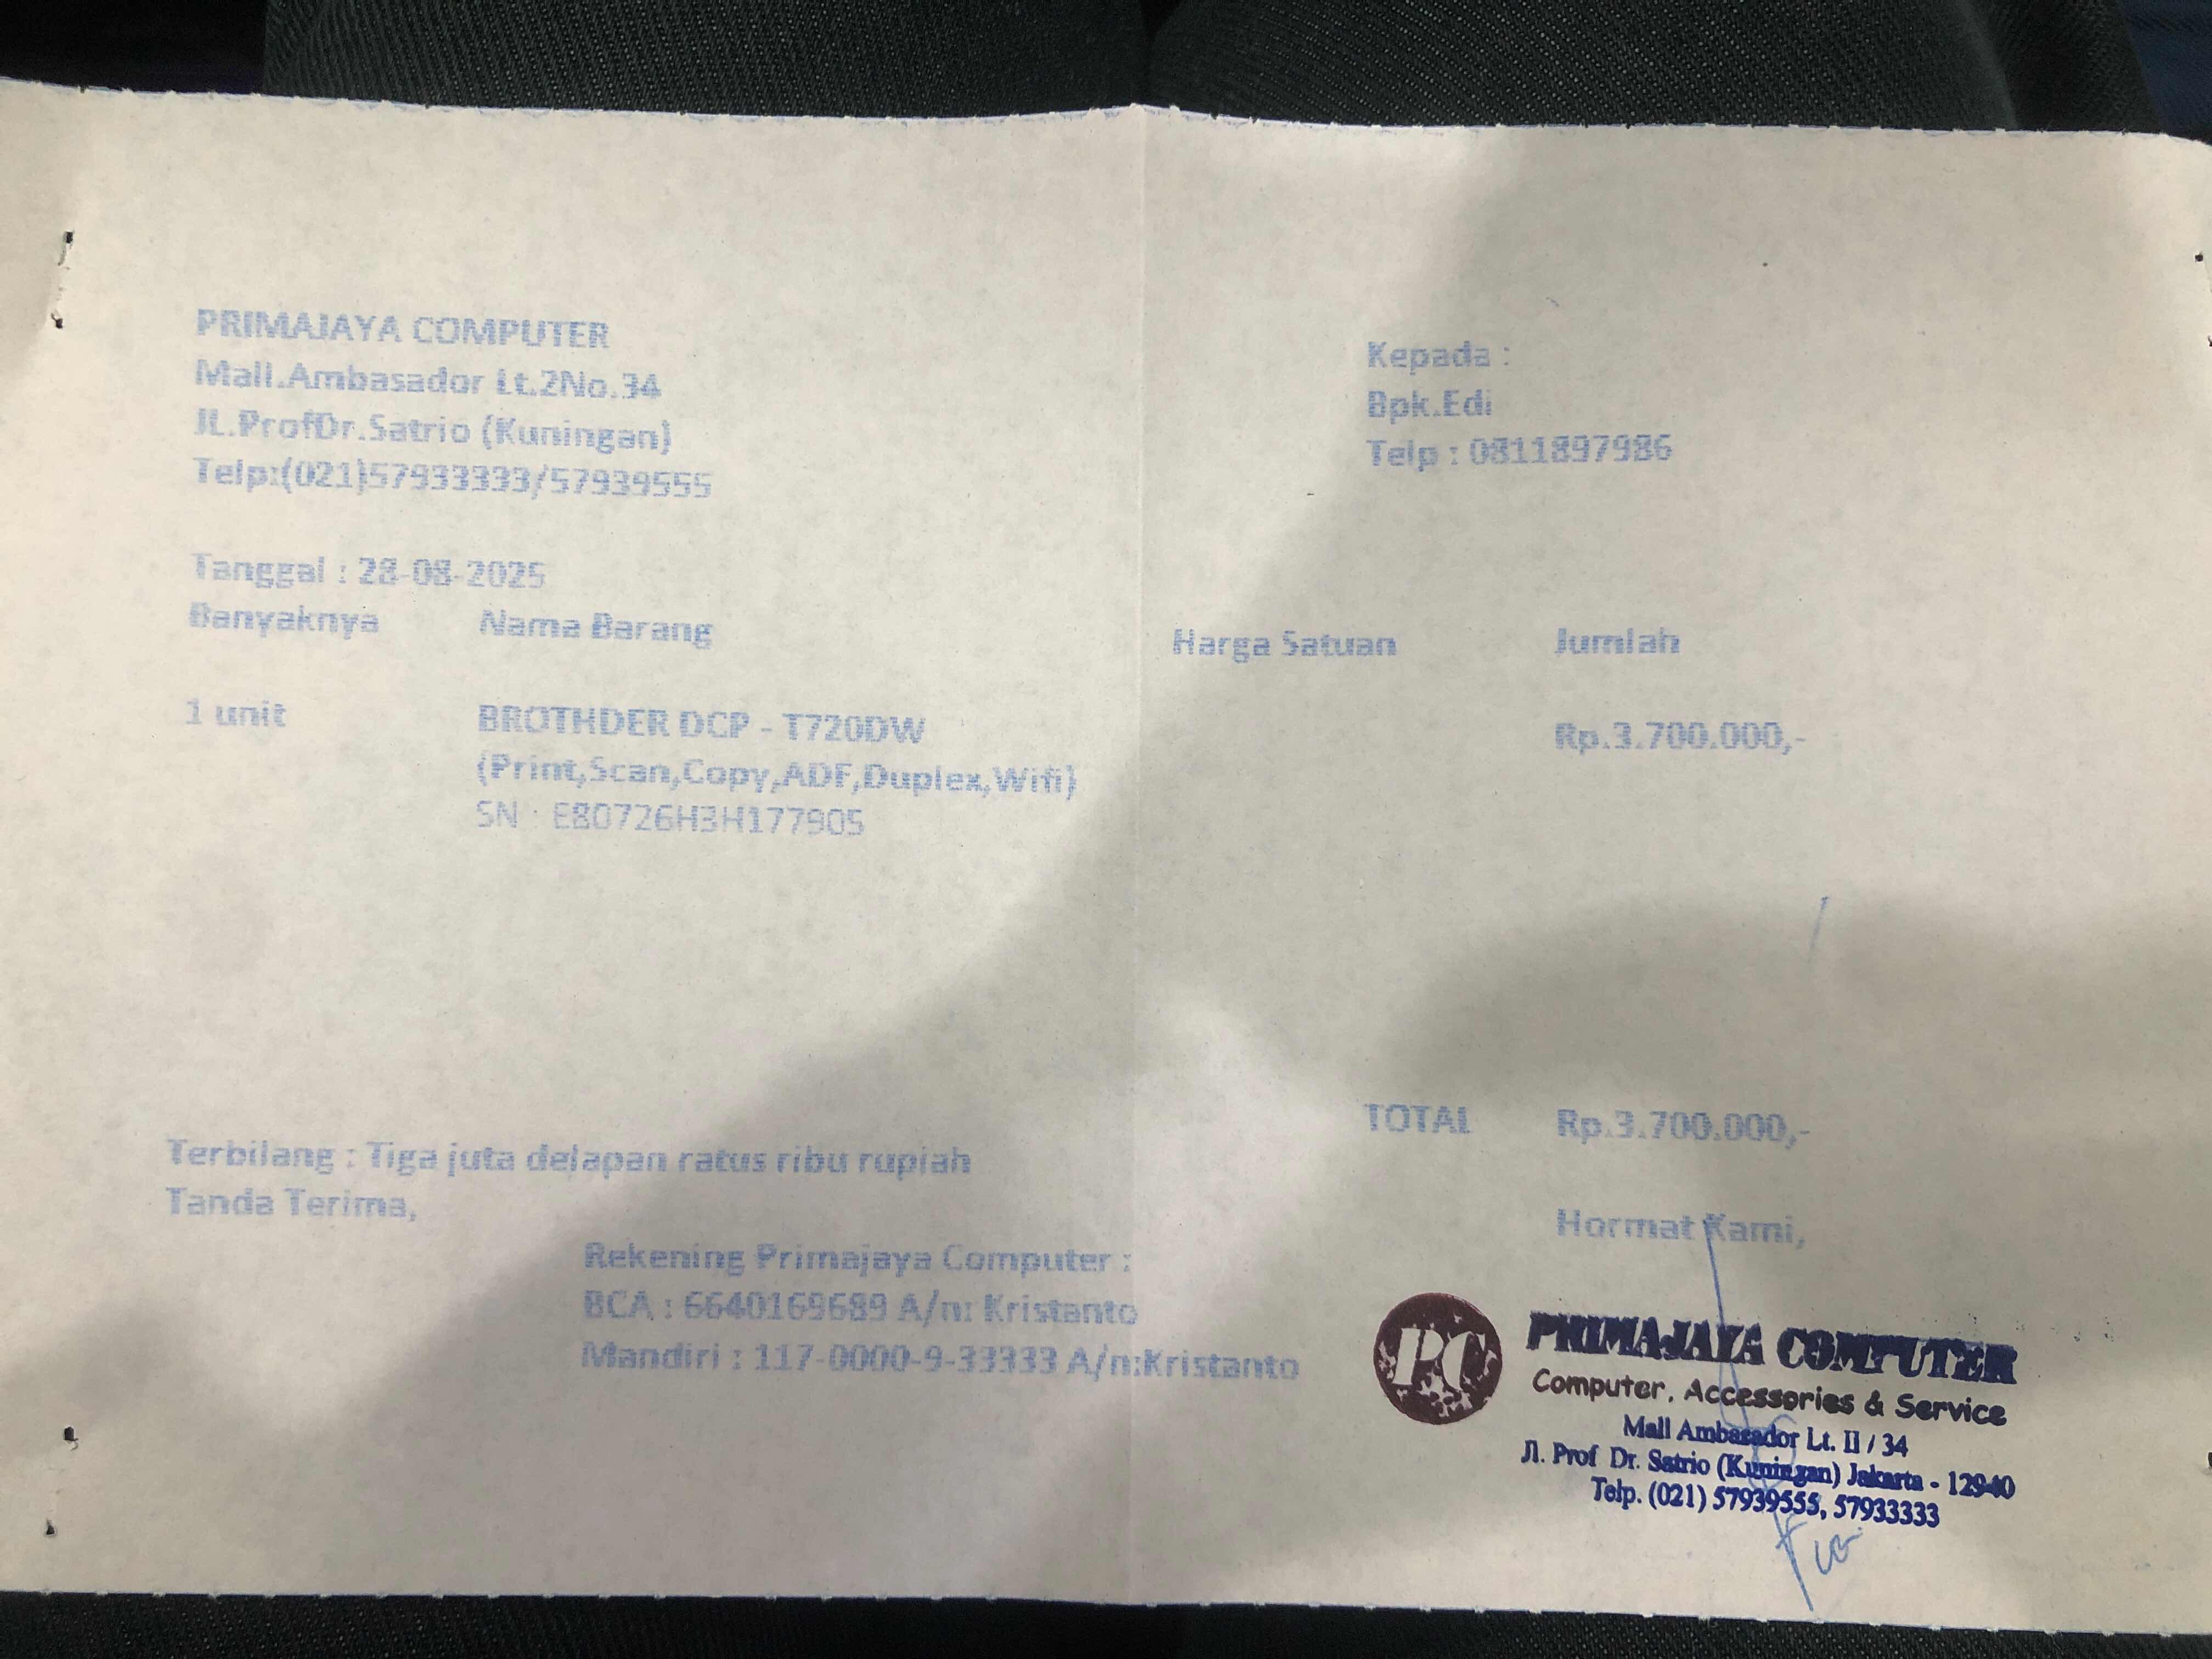 PRIMAJAYA COMPUTER
Mall.Ambasador Lt.2No.34
JL.ProfDr.Satrio (Kuningan)
Telp:(021)57933333/57939555
Kepada :
Bpk.Edi
Telp : 0811897986
Tanggal : 28-08-2025
Banyaknya Nama Barang Harga Satuan Jumlah
1 unit BROTHDER DCP - T720DW Rp.3.700.000,-
(Print,Scan,Copy,ADF,Duplex,Wifi)
SN : E80726H3H177905
TOTAL Rp.3.700.000,-
Terbilang : Tiga juta delapan ratus ribu rupiah
Tanda Terima,
Hormat Kami,
Rekening Primajaya Computer :
BCA : 6640169689 A/n: Kristanto
Mandiri : 117-0000-9-33333 A/n:Kristanto
PC
PRIMAJAYA COMPUTER
Computer, Accessories & Service
Mall Ambasador Lt. II / 34
Jl. Prof Dr. Satrio (Kuningan) Jakarta - 12940
Telp. (021) 57939555, 57933333